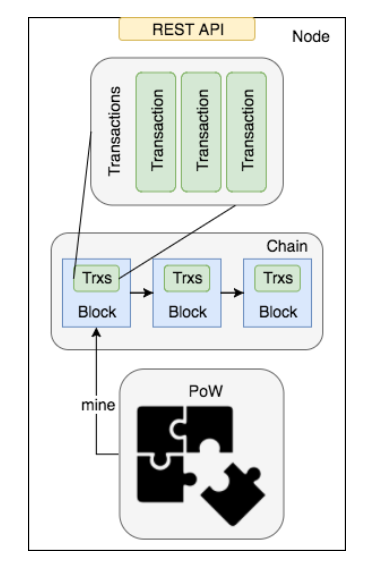 REST API
Node
Transactions
Transaction
Transaction
Transaction
Chain
Trxs
Block
Trxs
Block
Trxs
Block
mine
PoW